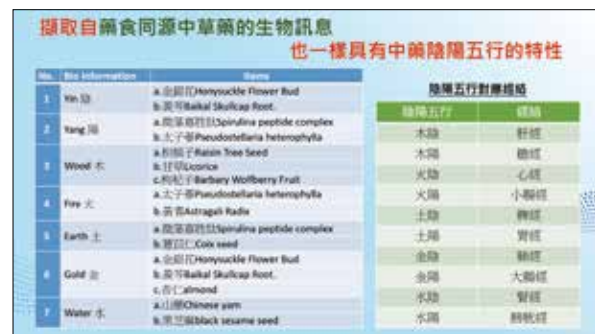 擷取自藥食同源中草藥的生物訊息
也一樣具有中藥陰陽五行的特性
No. Bio information Items
1 Yin 陰 a.金銀花Honysuckle Flower Bud
b.黃芩Baikal Skullcap Root.
2 Yang 陽 a.微藻嘉胜肽Spirulina peptide complex
b.太子參Pseudostellaria heterophylla
3 Wood 木 a.枳椇子Raisin Tree Seed
b.甘草Licorice
c.枸杞子Barbary Wolfberry Fruit
4 Fire 火 a.太子參Pseudostellaria heterophylla
b.黃耆Astragali Radix
5 Earth 土 a.微藻嘉胜肽Spirulina peptide complex
b.薏苡仁Coix seed
6 Gold 金 a.金銀花Honysuckle Flower Bud
b.黃芩Baikal Skullcap Root.
c.杏仁almond
7 Water 水 a.山藥Chinese yam
b.黑芝麻black sesame seed
陰陽五行對應經絡
陰陽五行 經絡
木陰 肝經
木陽 膽經
火陰 心經
火陽 小腸經
土陰 脾經
土陽 胃經
金陰 肺經
金陽 大腸經
水陰 腎經
水陽 膀胱經